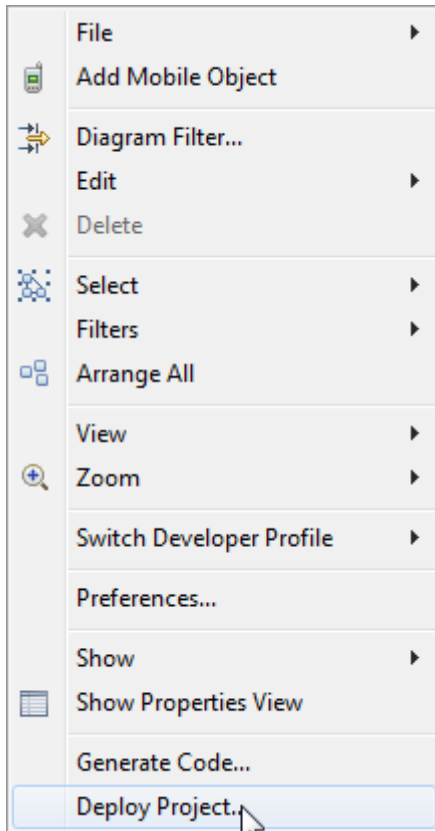 File
Add Mobile Object
Diagram Filter...
Edit
Delete
Select
Filters
Arrange All
View
Zoom
Switch Developer Profile
Preferences...
Show
Show Properties View
Generate Code...
Deploy Project...